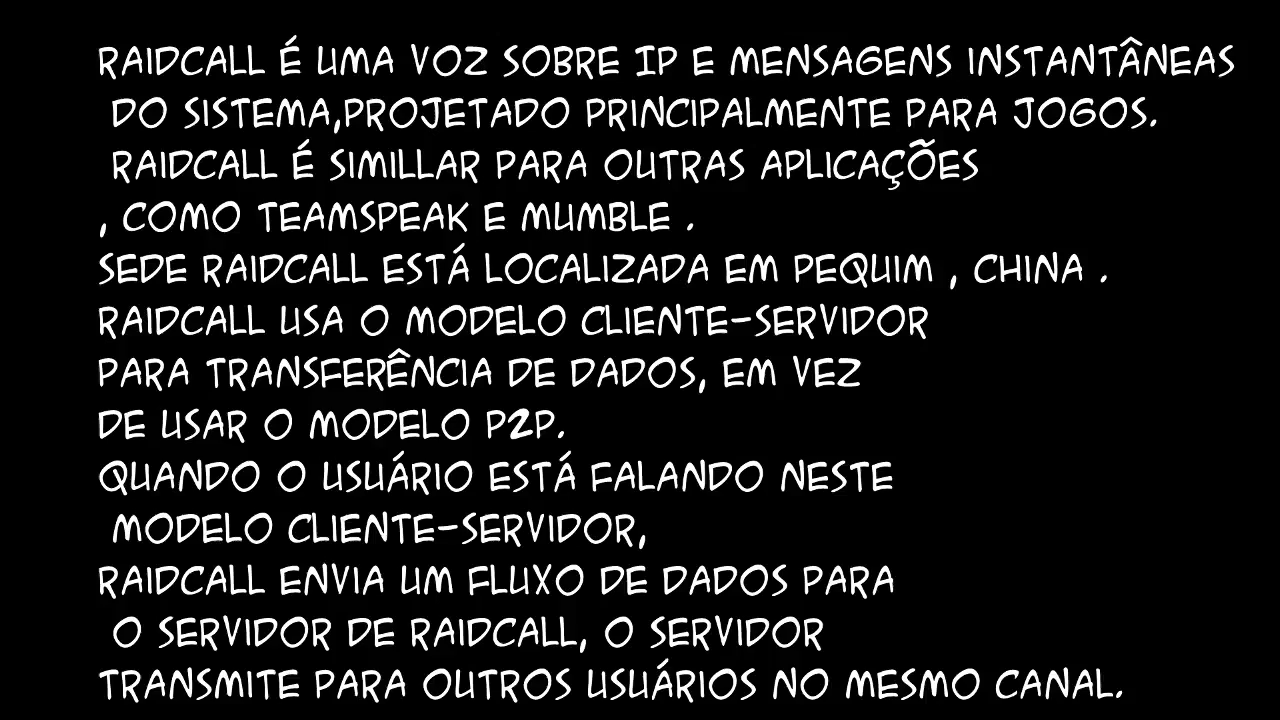 RAIDCALL É UMA VOZ SOBRE IP E MENSAGENS INSTANTÂNEAS
DO SISTEMA,PROJETADO PRINCIPALMENTE PARA JOGOS.
RAIDCALL É SIMILLAR PARA OUTRAS APLICAÇÕES
, COMO TEAMSPEAK E MUMBLE .
SEDE RAIDCALL ESTÁ LOCALIZADA EM PEQUIM , CHINA .
RAIDCALL USA O MODELO CLIENTE-SERVIDOR
PARA TRANSFERÊNCIA DE DADOS, EM VEZ
DE USAR O MODELO P2P.
QUANDO O USUÁRIO ESTÁ FALANDO NESTE
MODELO CLIENTE-SERVIDOR,
RAIDCALL ENVIA UM FLUXO DE DADOS PARA
O SERVIDOR DE RAIDCALL, O SERVIDOR
TRANSMITE PARA OUTROS USUÁRIOS NO MESMO CANAL.